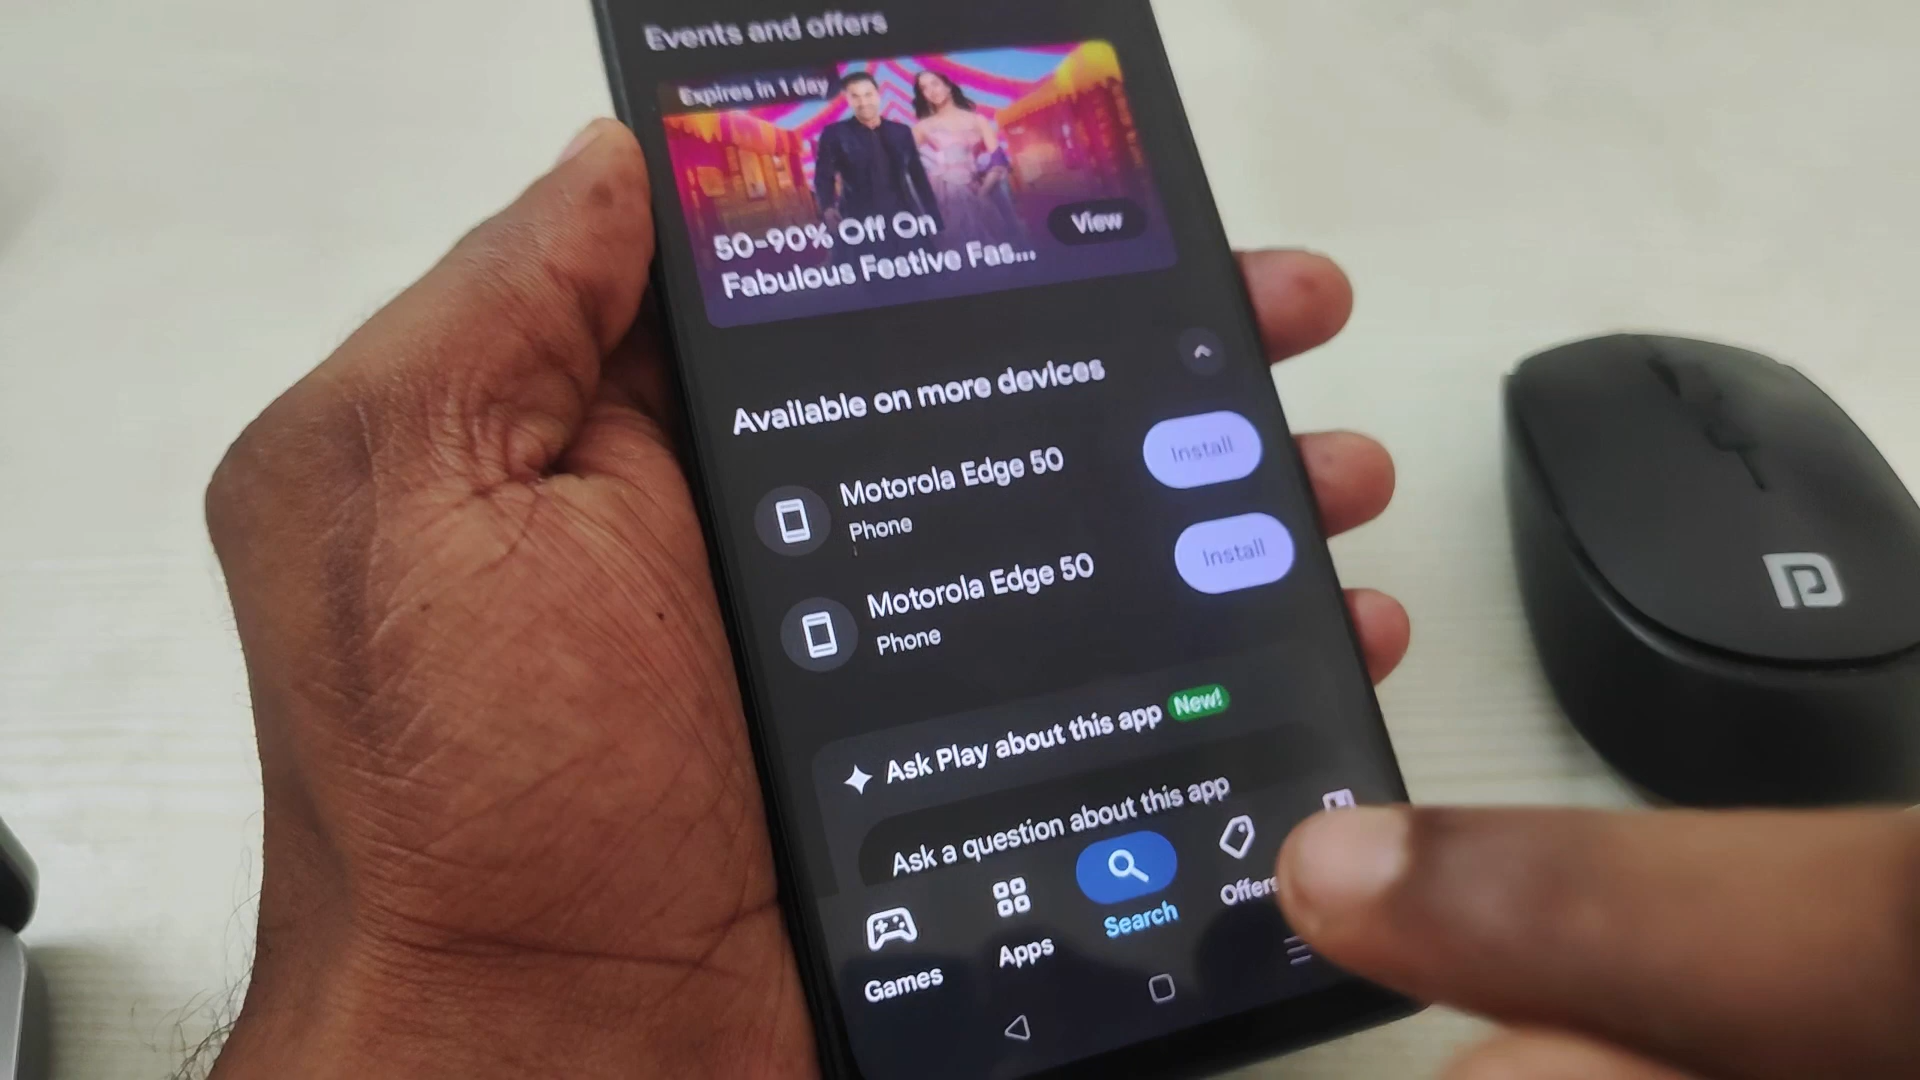 Events and offers
Expires in 1 day
50-90% Off On
Fabulous Festive Fas...
View
Available on more devices
Motorola Edge 50
Phone
Install
Motorola Edge 50
Phone
Install
Ask Play about this app New!
Ask a question about this app
Games
Apps
Search
Offers